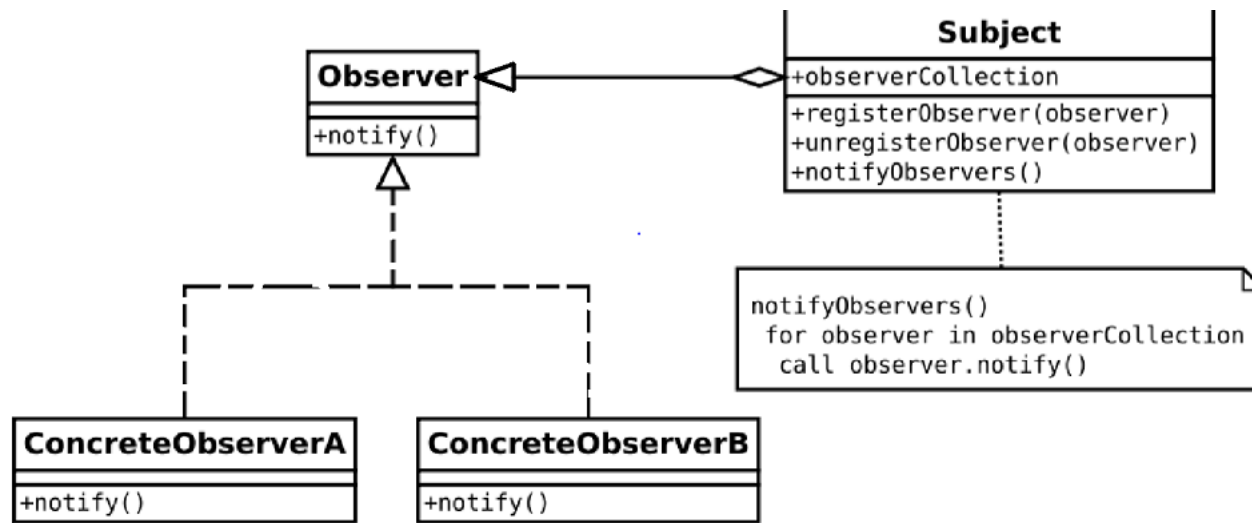 Observer
+notify()
Subject
+observerCollection
+registerObserver(observer)
+unregisterObserver(observer)
+notifyObservers()
notifyObservers()
for observer in observerCollection
call observer.notify()
ConcreteObserverA
+notify()
ConcreteObserverB
+notify()